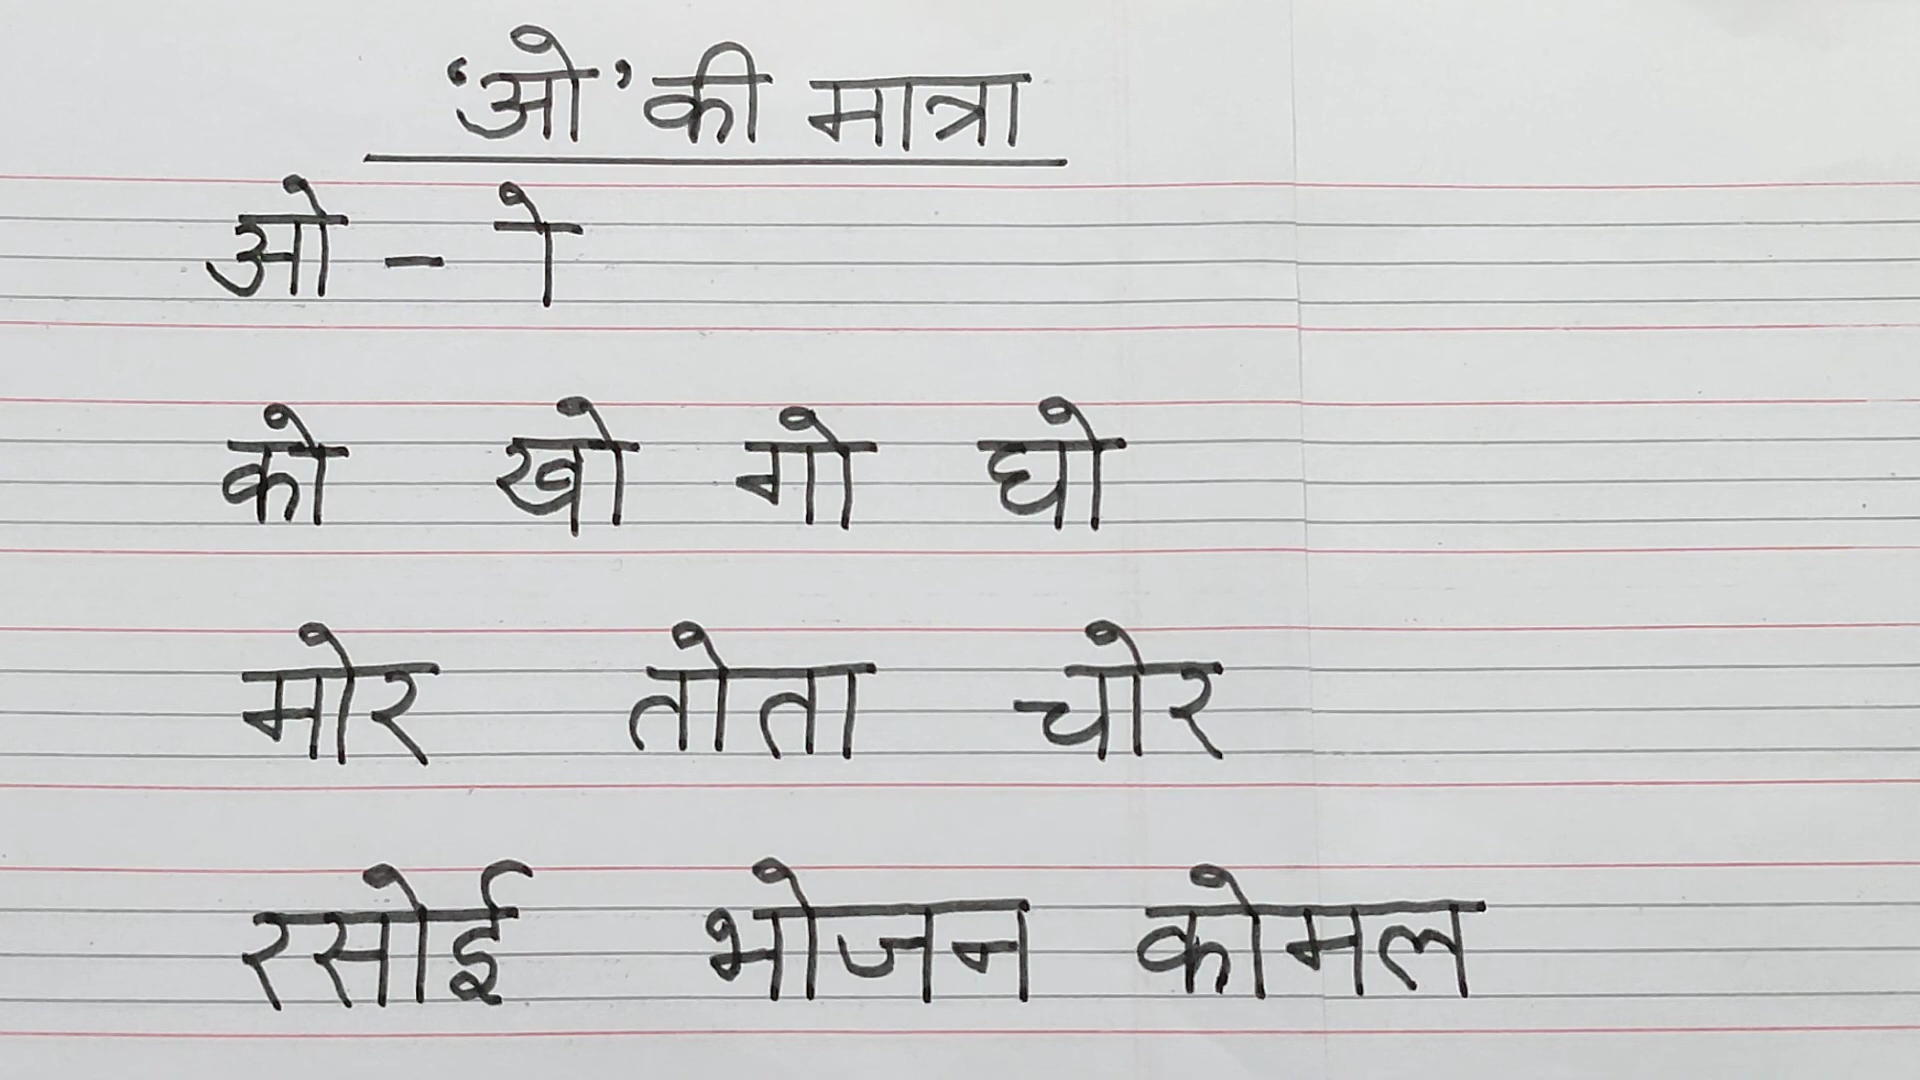 ‘ओ’ की मात्रा
ओ - ो
को खो गो घो
मोर तोता चोर
रसोई भोजन कोमल